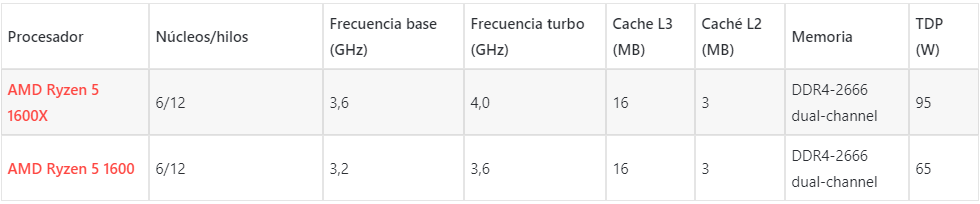 Procesador Núcleos/hilos Frecuencia base (GHz) Frecuencia turbo (GHz) Cache L3 (MB) Caché L2 (MB) Memoria TDP (W)
AMD Ryzen 5 1600X 6/12 3,6 4,0 16 3 DDR4-2666 dual-channel 95
AMD Ryzen 5 1600 6/12 3,2 3,6 16 3 DDR4-2666 dual-channel 65